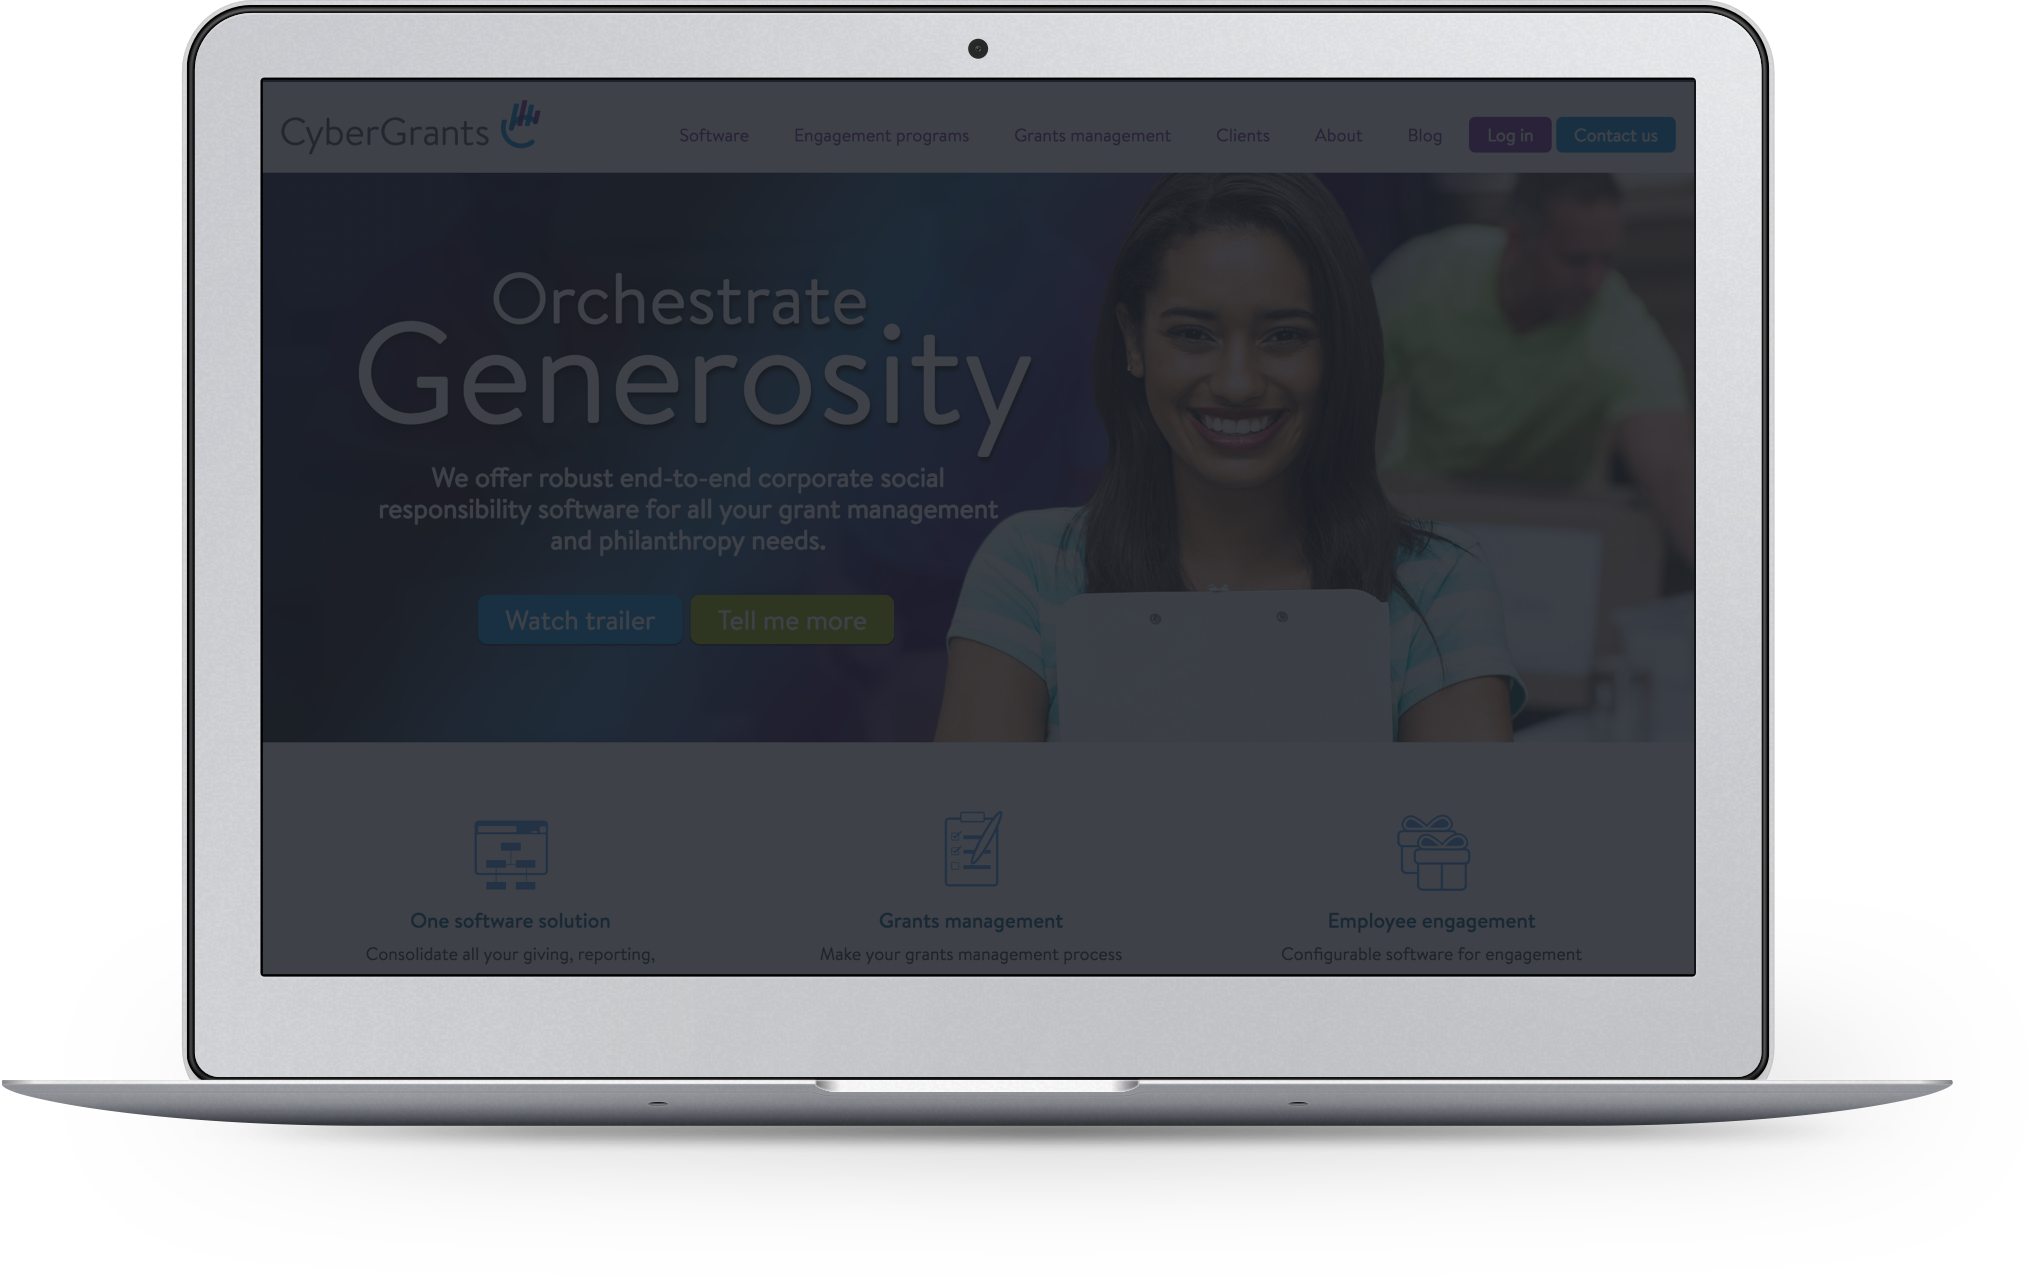 CyberGrants
Software Engagement programs Grants management Clients About Blog Log in Contact us
Orchestrate
Generosity
We offer robust end-to-end corporate social
responsibility software for all your grant management
and philanthropy needs.
Watch trailer Tell me more
One software solution
Consolidate all your giving, reporting,
Grants management
Make your grants management process
Employee engagement
Configurable software for engagement